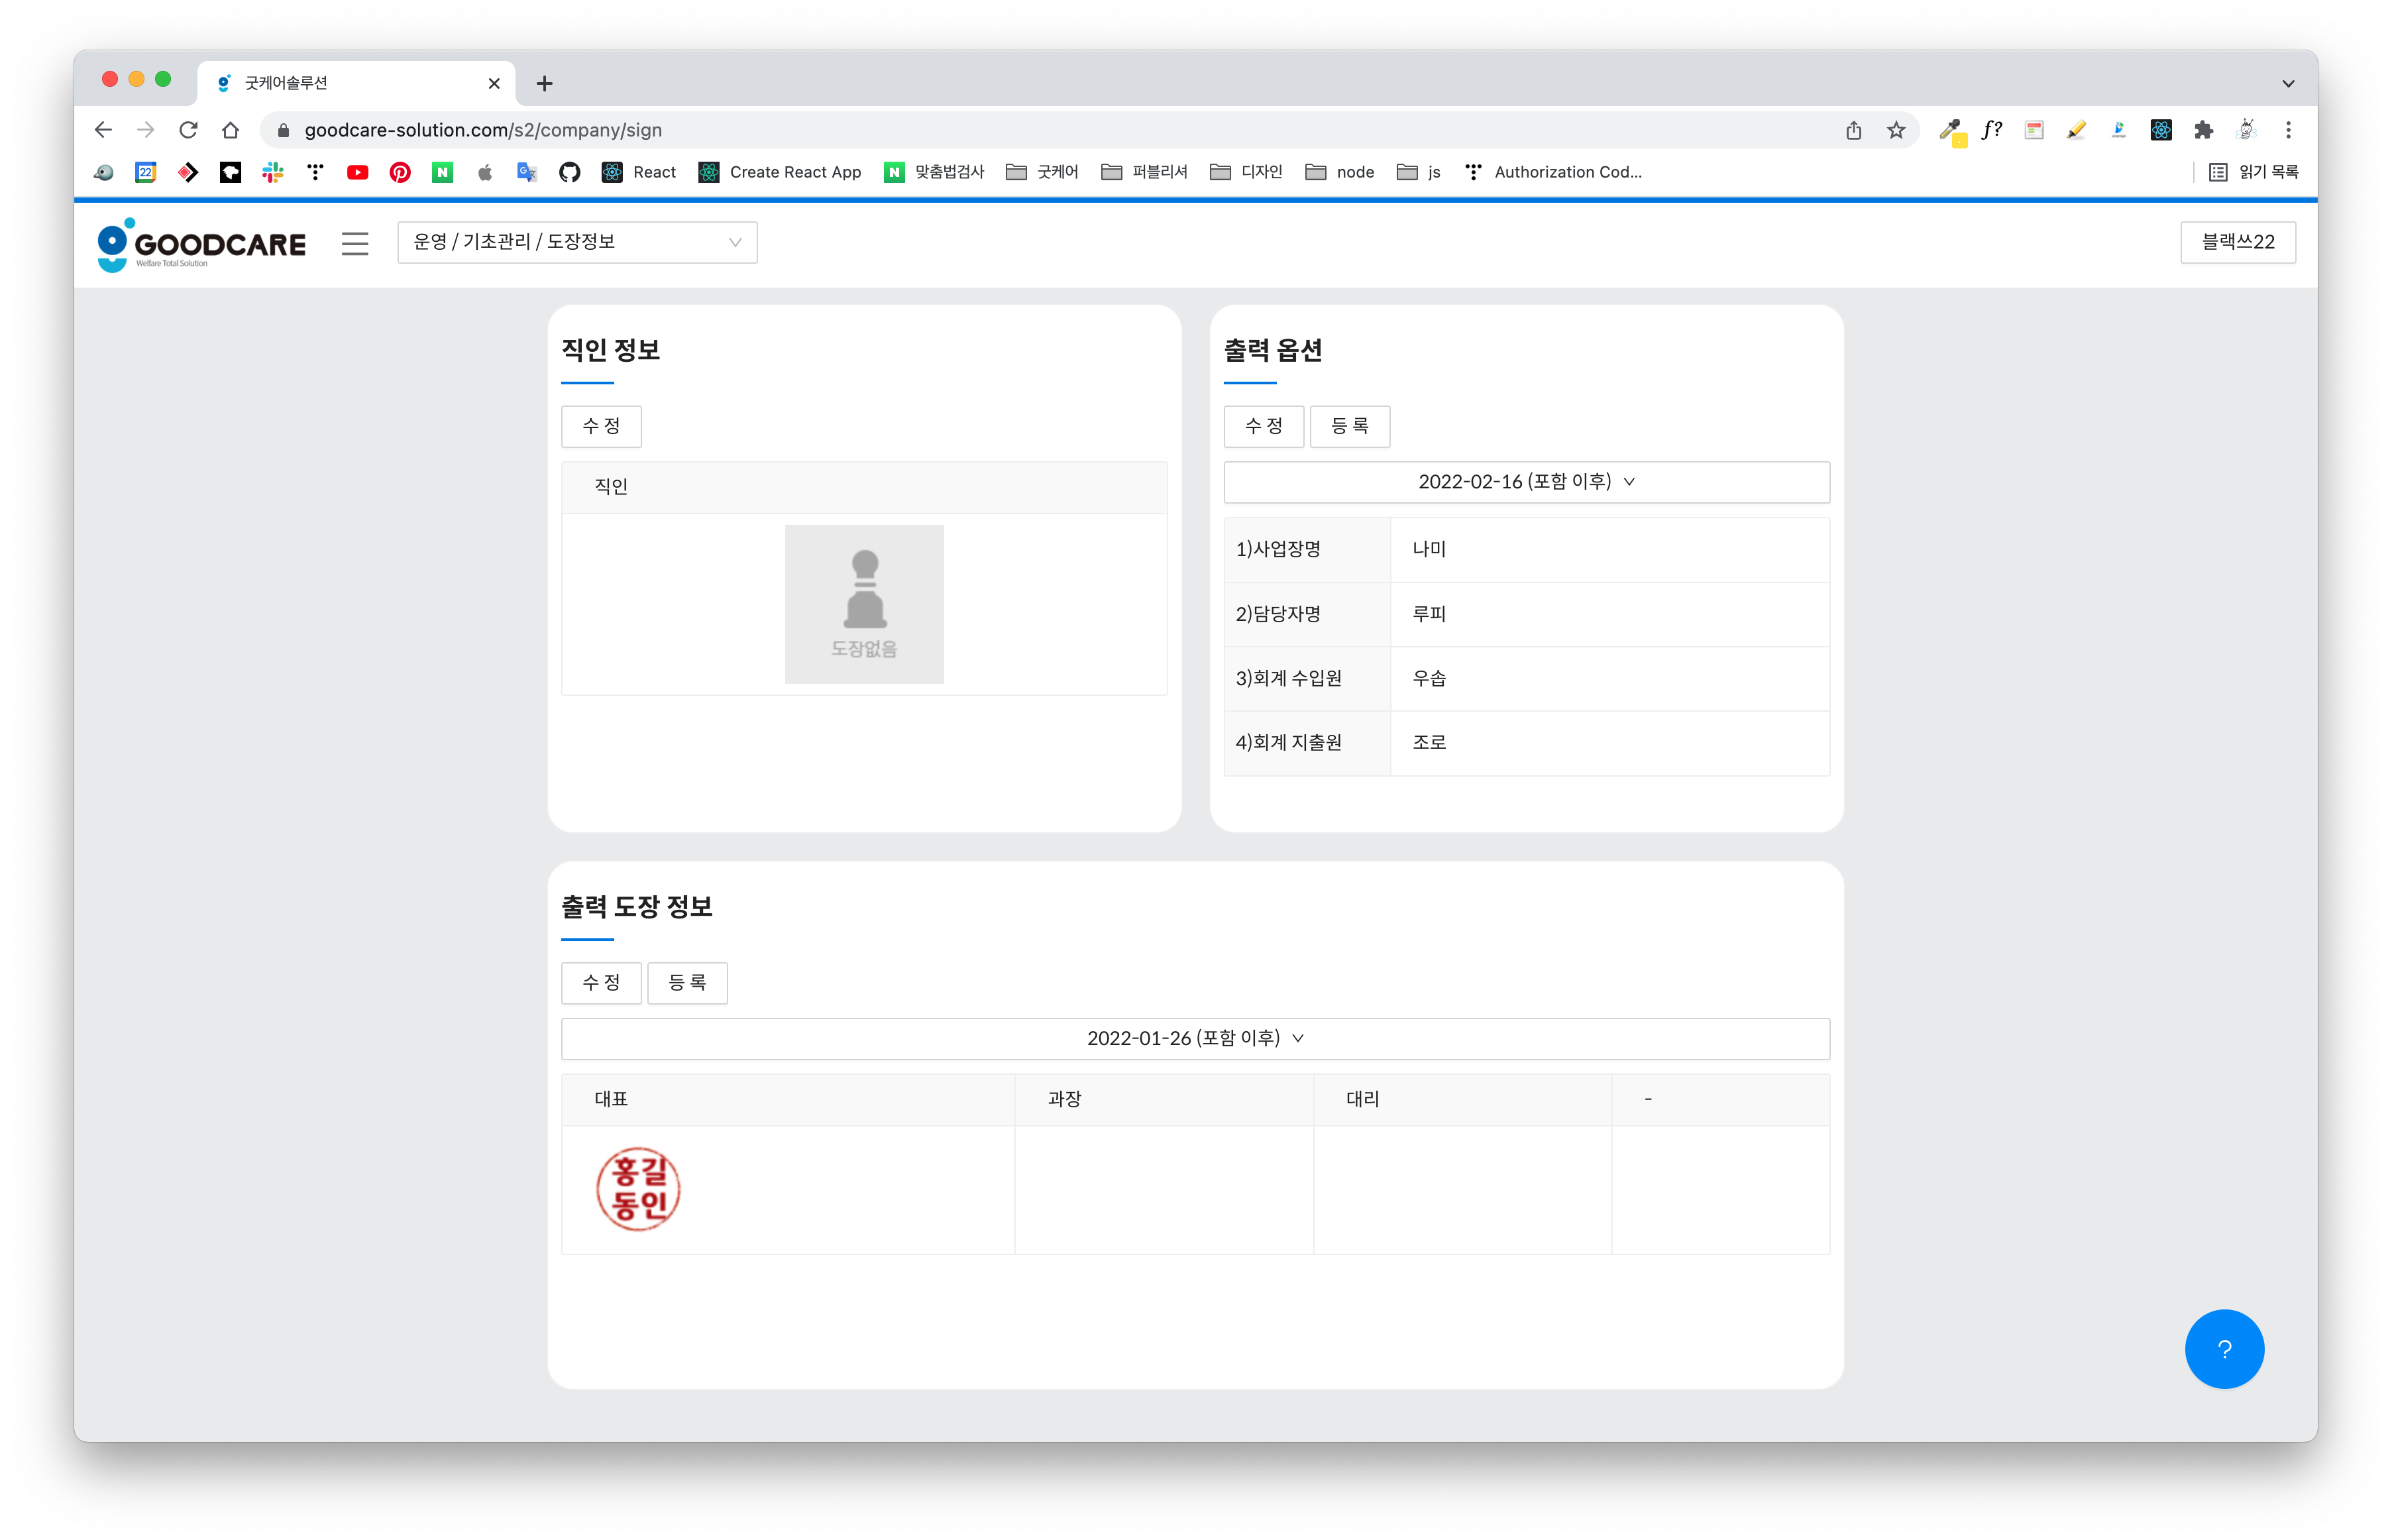 굿케어솔루션
goodcare-solution.com/s2/company/sign
f?
22
React
Create React App
N 맞춤법검사
굿케어
퍼블리셔
디자인
node
js
Authorization Cod...
읽기 목록
GOODCARE
Welfare Total Solution
운영 / 기초관리 / 도장정보
블랙쓰22
직인 정보
수 정
직인
도장없음
출력 옵션
수 정 등 록
2022-02-16 (포함 이후)
1)사업장명 나미
2)담당자명 루피
3)회계 수입원 우솝
4)회계 지출원 조로
출력 도장 정보
수 정 등 록
2022-01-26 (포함 이후)
대표 과장 대리 -
홍길
동인
?